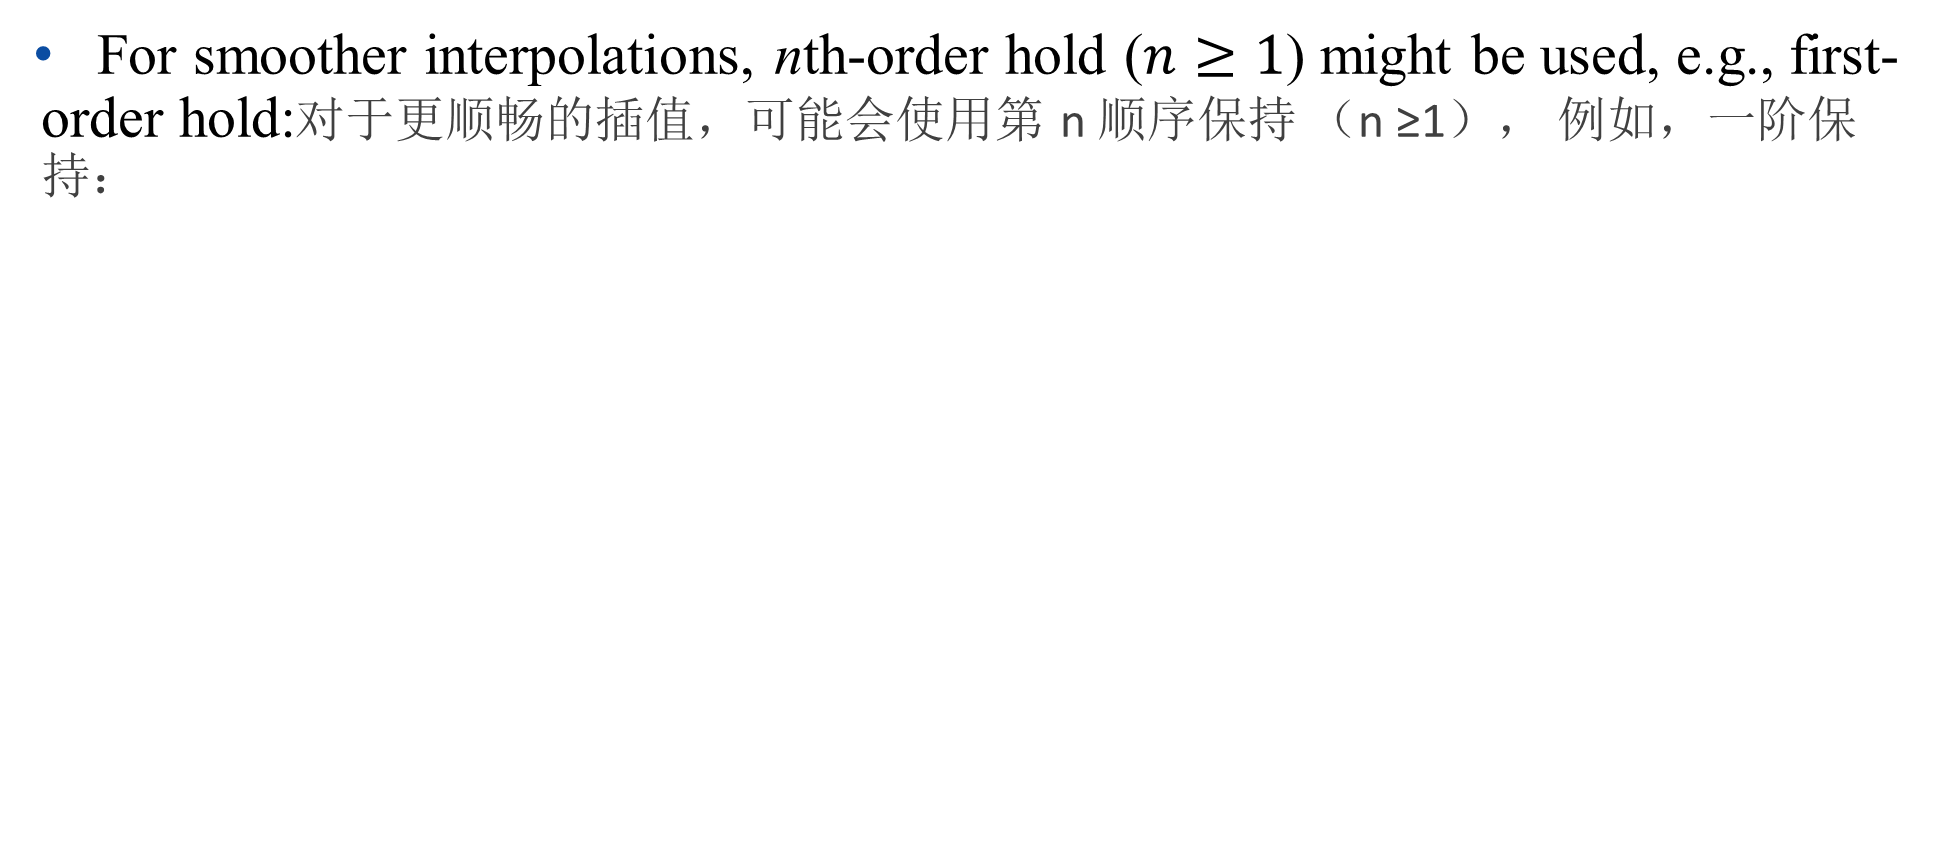 • For smoother interpolations, nth-order hold (𝑛 ≥ 1) might be used, e.g., first-
order hold:对于更顺畅的插值，可能会使用第 n 顺序保持 （n ≥1）， 例如，一阶保
持：